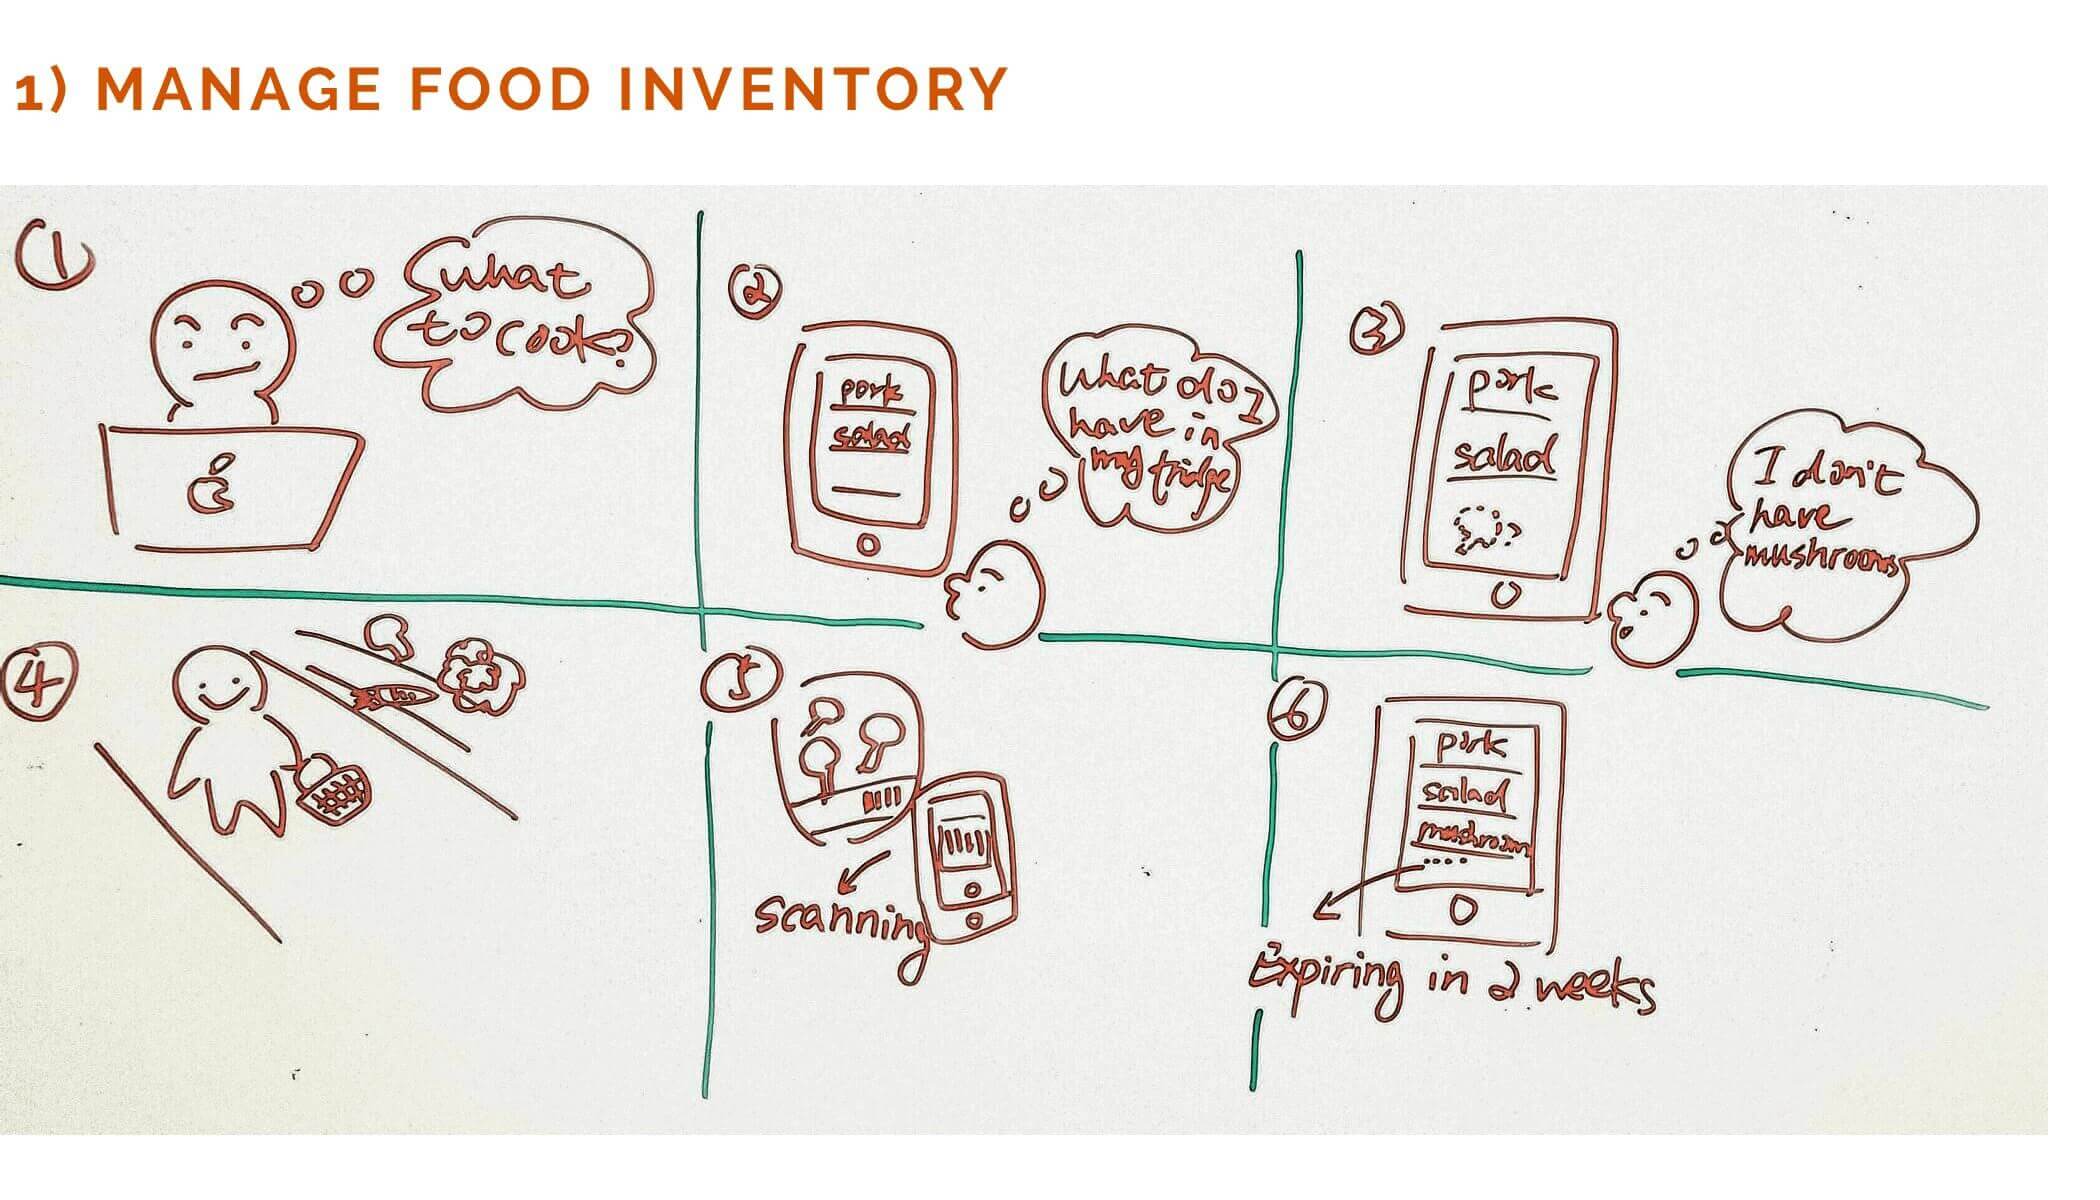 1) MANAGE FOOD INVENTORY
1
what
to cook?
2
pork
salad
What do I
have in
my fridge
3
pork
salad
?
I don't
have
mushrooms
4
5
scanning
6
pork
salad
mushroom
....
Expiring in 2 weeks